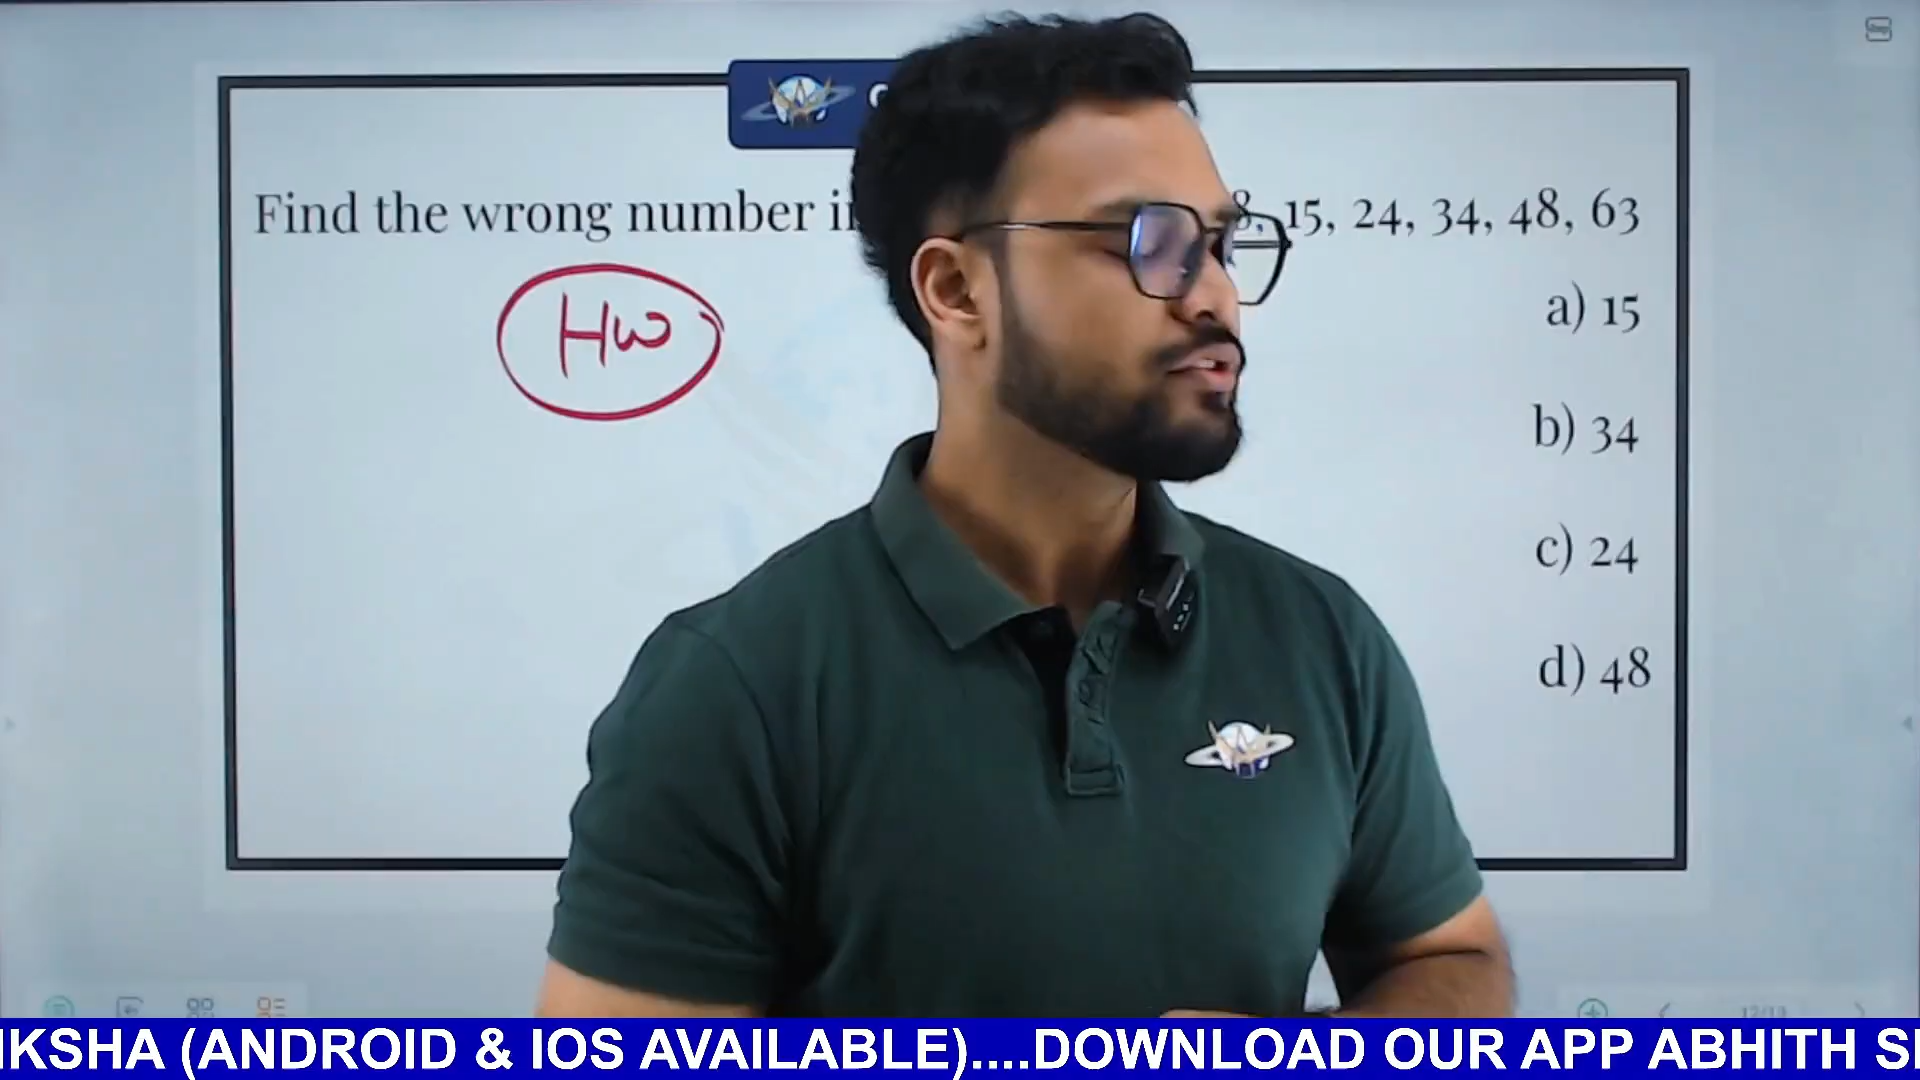 Find the wrong number
8, 15, 24, 34, 48, 63
HW
a) 15
b) 34
c) 24
d) 48
(ANDROID & IOS AVAILABLE)....DOWNLOAD OUR APP ABHITH